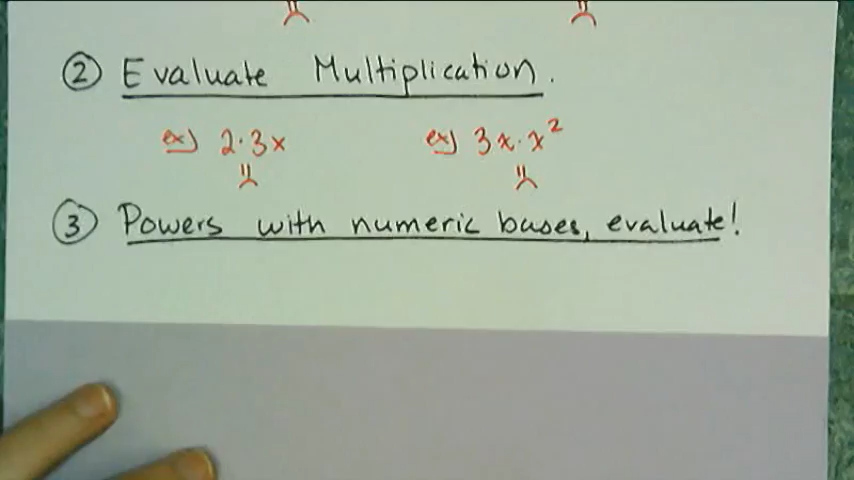 ② Evaluate Multiplication.
ex) 2·3x ex) 3x·x²
③ Powers with numeric bases, evaluate!